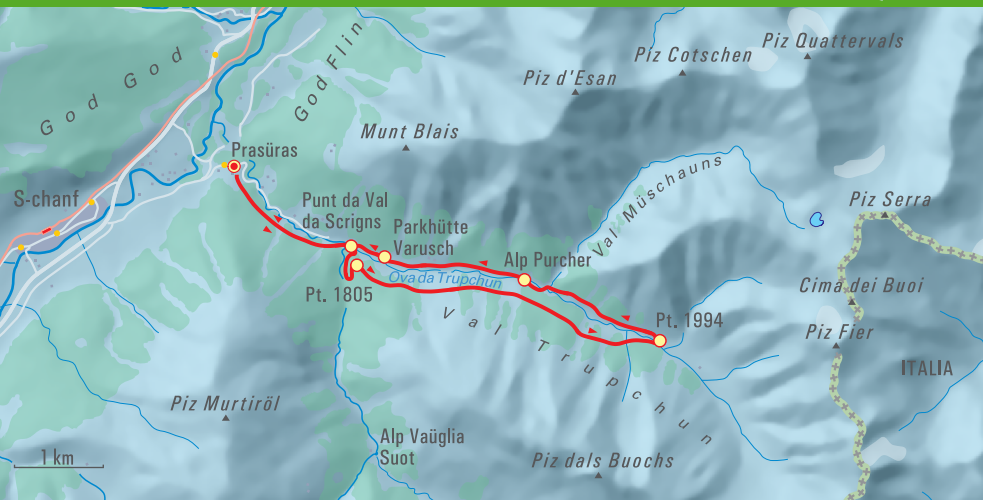 God God
God Flin
Piz Quattervals
Piz Cotschen
Piz d'Esan
Munt Blais
Prasüras
S-chanf
Punt da Val
da Scrigns
Parkhütte
Varusch
Val Müschauns
Piz Serra
Alp Purcher
Ova da Trupchun
Pt. 1805
Cima dei Buoi
Pt. 1994
Piz Fier
Val Trupchun
ITALIA
Piz Murtiröl
Alp Vaüglia
Suot
1 km
Piz dals Buochs